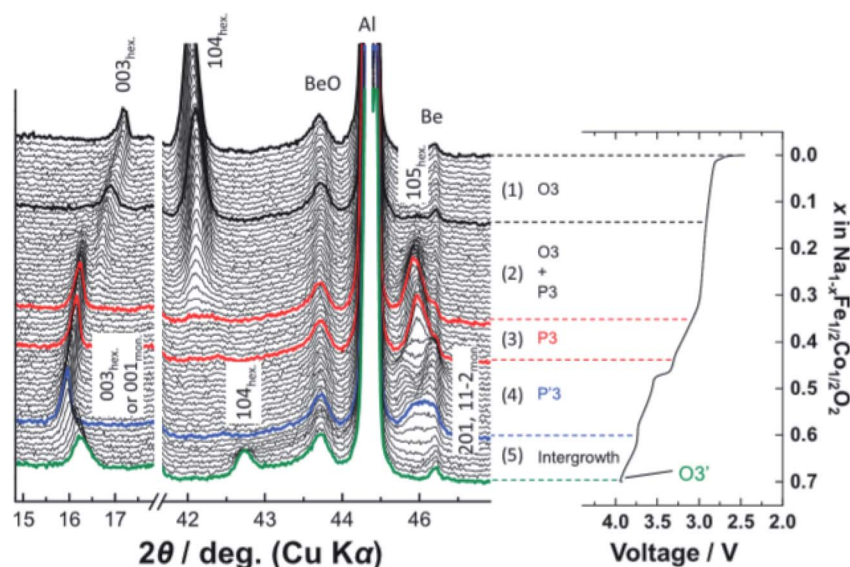 003hex.
104hex.
BeO
Al
Be
105hex.
003hex.
or 001mon.
104hex.
201, 11-2mon.
15 16 17 42 43 44 46
2θ / deg. (Cu Kα)
(1) O3
(2) O3
+
P3
(3) P3
(4) P'3
(5) Intergrowth
O3'
0.0
0.1
0.2
0.3
0.4
0.5
0.6
0.7
x in Na1-xFe1/2Co1/2O2
4.0 3.5 3.0 2.5 2.0
Voltage / V